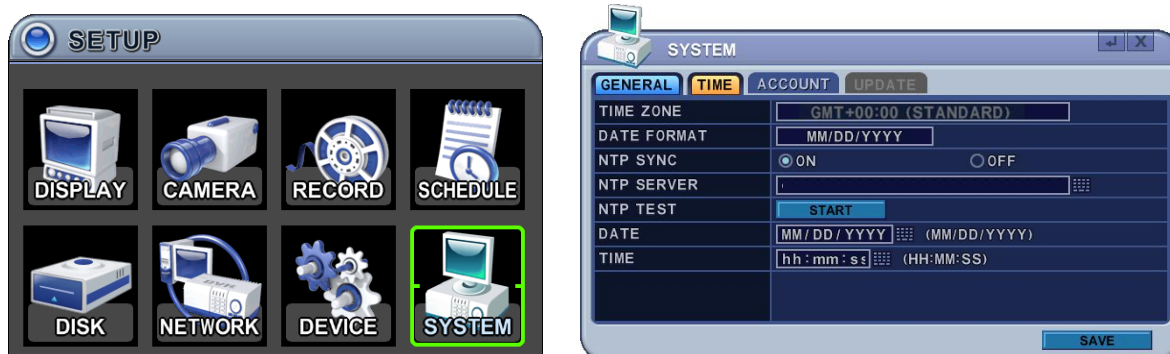 SETUP
DISPLAY
CAMERA
RECORD
SCHEDULE
DISK
NETWORK
DEVICE
SYSTEM
SYSTEM
X
GENERAL TIME ACCOUNT UPDATE
TIME ZONE GMT+00:00 (STANDARD)
DATE FORMAT MM/DD/YYYY
NTP SYNC ON OFF
NTP SERVER
NTP TEST START
DATE MM/DD/YYYY (MM/DD/YYYY)
TIME hh:mm:ss (HH:MM:SS)
SAVE